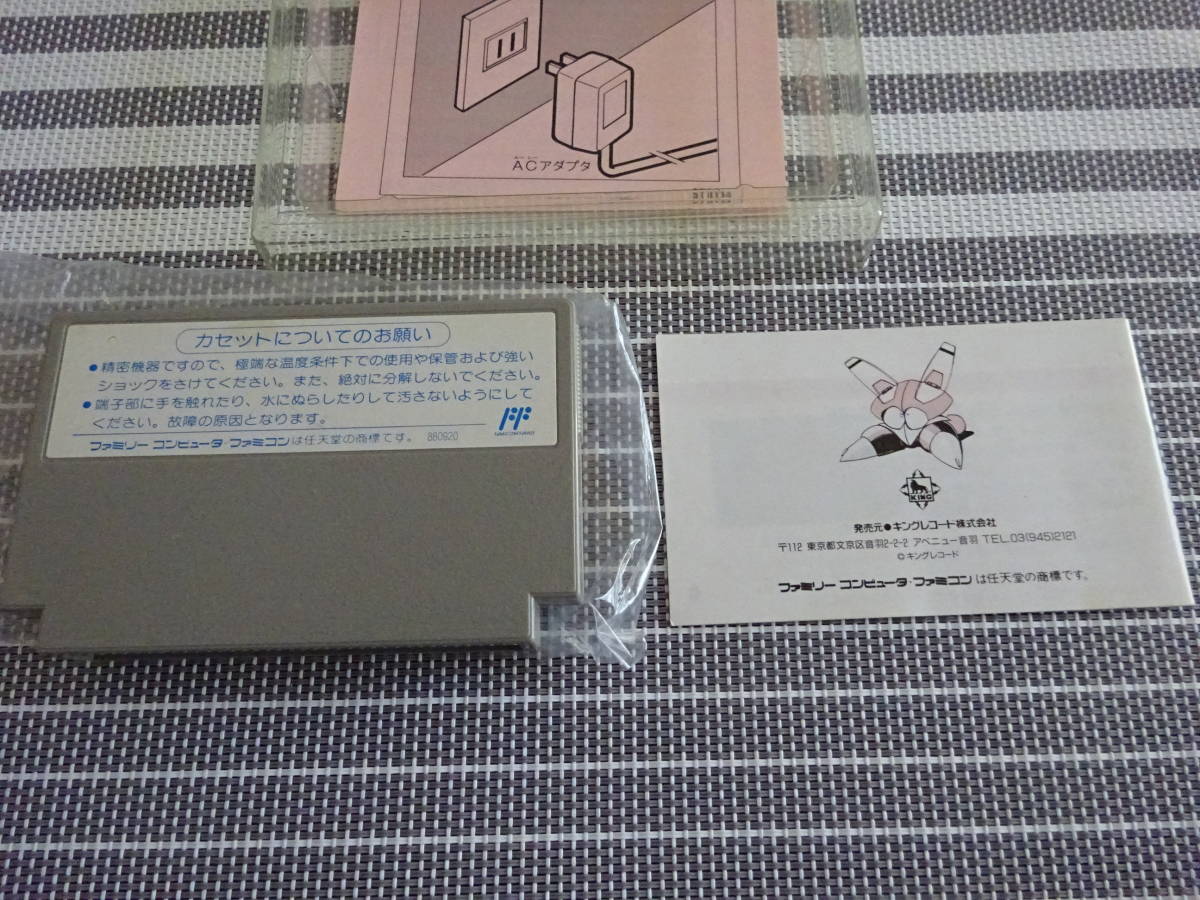 ACアダプタ
カセットについてのお願い
●精密機器ですので、極端な温度条件下での使用や保管および強い
ショックをさけてください。また、絶対に分解しないでください。
●端子部に手を触れたり、水にぬらしたりして汚さないようにして
ください。故障の原因となります。
ファミリー コンピュータ・ファミコンは任天堂の商標です。 880920
KING
発売元●キングレコード株式会社
〒112 東京都文京区音羽2-2-2 アベニュー音羽 TEL.03(945)2121
©キングレコード
ファミリー コンピュータ・ファミコンは任天堂の商標です。